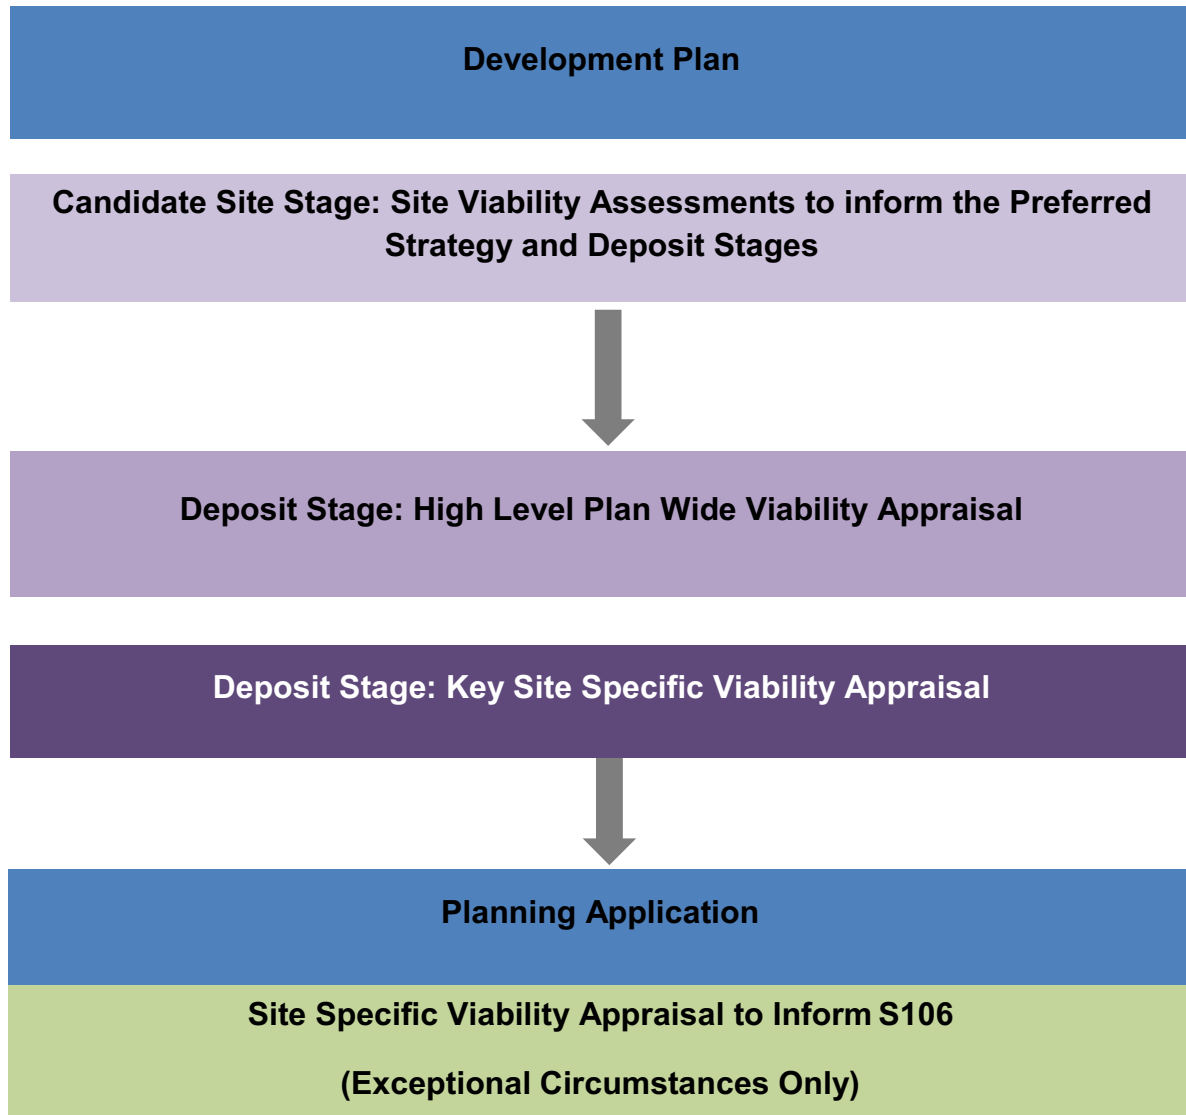 Development Plan
Candidate Site Stage: Site Viability Assessments to inform the Preferred
Strategy and Deposit Stages
Deposit Stage: High Level Plan Wide Viability Appraisal
Deposit Stage: Key Site Specific Viability Appraisal
Planning Application
Site Specific Viability Appraisal to Inform S106
(Exceptional Circumstances Only)